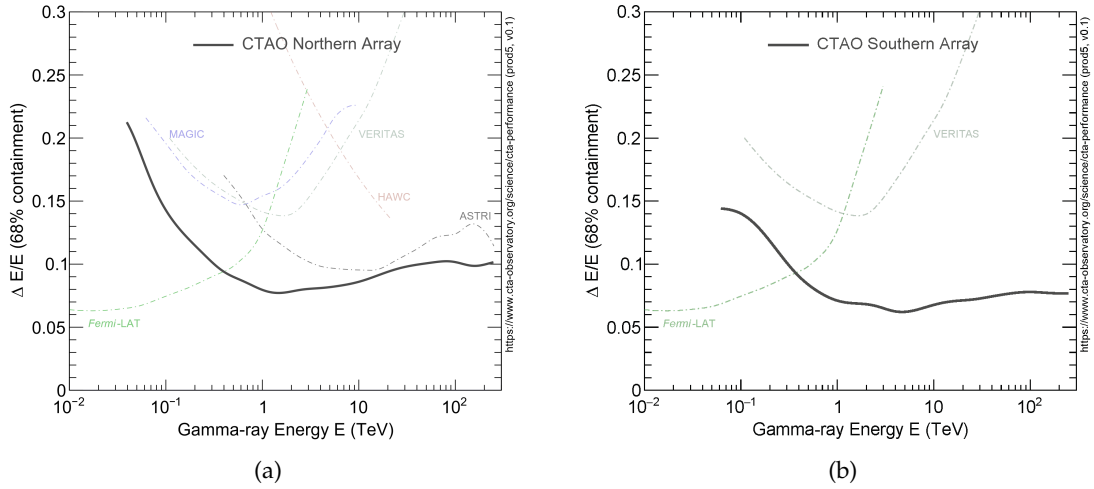 0.3
0.25
0.2
0.15
0.1
0.05
0
Δ E/E (68% containment)
CTAO Northern Array
MAGIC
VERITAS
HAWC
ASTRI
Fermi-LAT
10⁻² 10⁻¹ 1 10 10²
Gamma-ray Energy E (TeV)
https://www.cta-observatory.org/science/cta-performance (prod5, v0.1)
(a)
0.3
0.25
0.2
0.15
0.1
0.05
0
Δ E/E (68% containment)
CTAO Southern Array
VERITAS
Fermi-LAT
10⁻² 10⁻¹ 1 10 10²
Gamma-ray Energy E (TeV)
https://www.cta-observatory.org/science/cta-performance (prod5, v0.1)
(b)